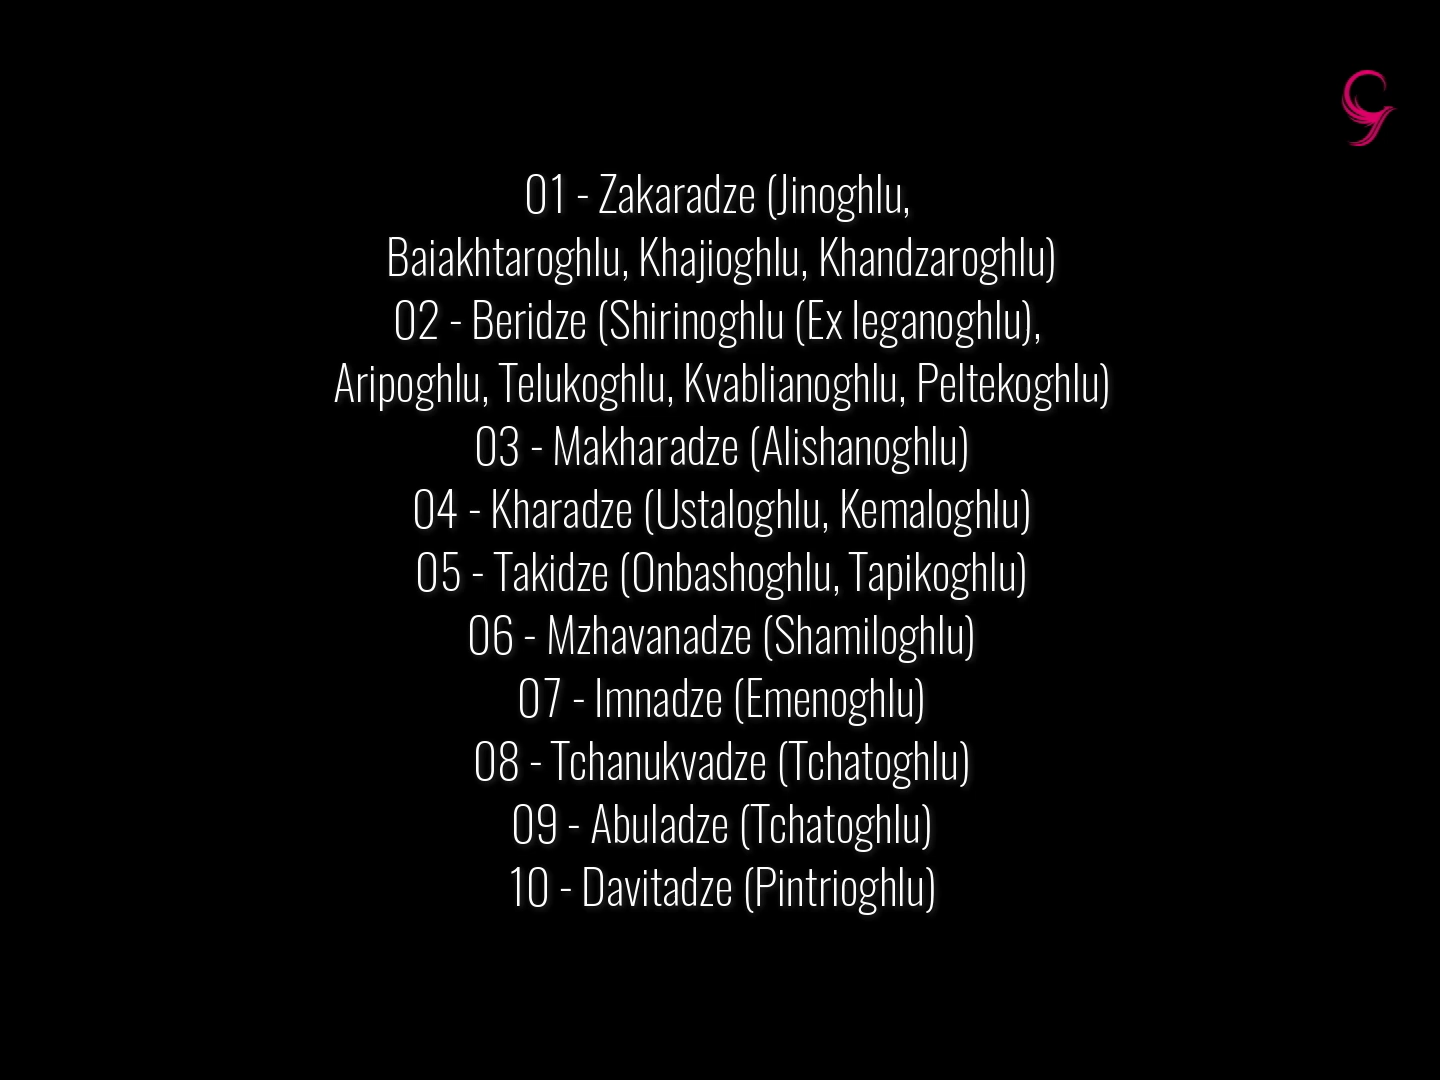 01 - Zakaradze (Jinoghlu,
Baiakhtaroghlu, Khajioghlu, Khandzaroghlu)
02 - Beridze (Shirinoghlu (Ex Ieganoghlu),
Aripoghlu, Telukoghlu, Kvablianoghlu, Peltekoghlu)
03 - Makharadze (Alishanoghlu)
04 - Kharadze (Ustaloghlu, Kemaloghlu)
05 - Takidze (Onbashoghlu, Tapikoghlu)
06 - Mzhavanadze (Shamiloghlu)
07 - Imnadze (Emenoghlu)
08 - Tchanukvadze (Tchatoghlu)
09 - Abuladze (Tchatoghlu)
10 - Davitadze (Pintrioghlu)